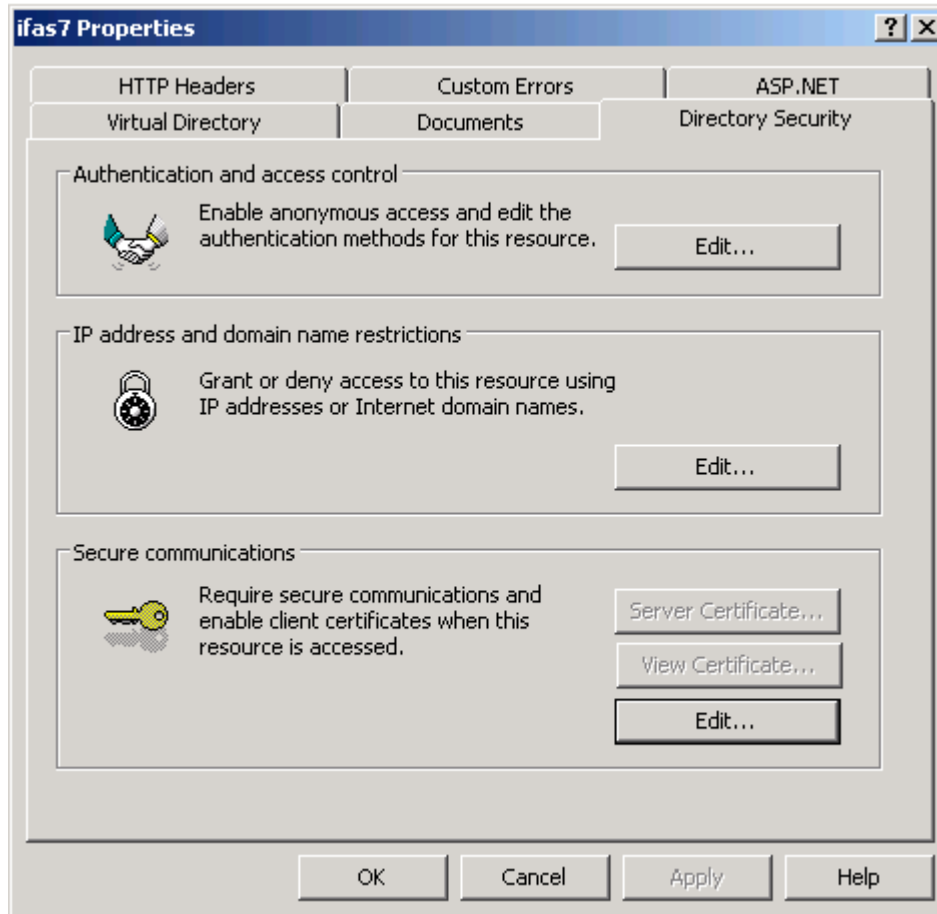 ifas7 Properties
HTTP Headers
Custom Errors
ASP.NET
Virtual Directory
Documents
Directory Security
Authentication and access control
Enable anonymous access and edit the
authentication methods for this resource.
Edit...
IP address and domain name restrictions
Grant or deny access to this resource using
IP addresses or Internet domain names.
Edit...
Secure communications
Require secure communications and
enable client certificates when this
resource is accessed.
Server Certificate...
View Certificate...
Edit...
OK
Cancel
Apply
Help